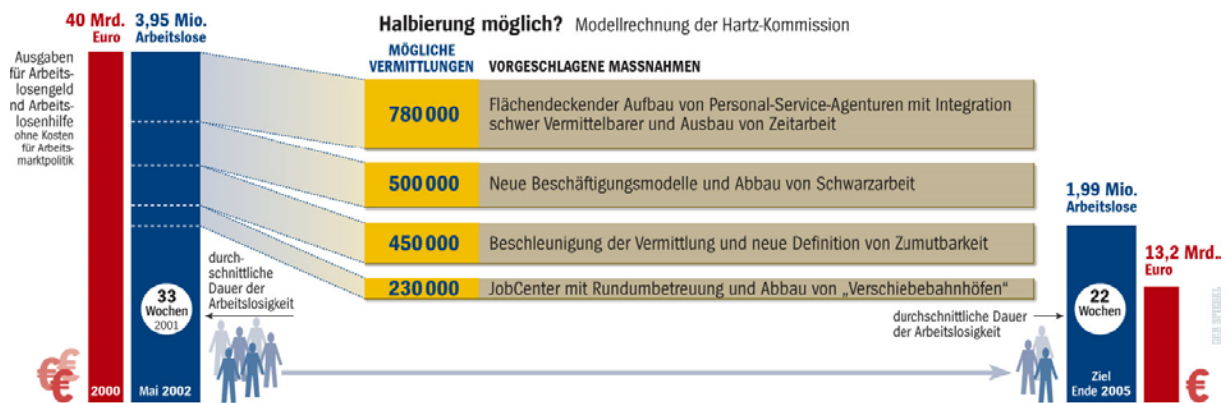 Halbierung möglich? Modellrechnung der Hartz-Kommission
40 Mrd.
Euro
3,95 Mio.
Arbeitslose
Ausgaben
für Arbeits-
losengeld
nd Arbeits-
losenhilfe
ohne Kosten
für Arbeits-
marktpolitik
MÖGLICHE
VERMITTLUNGEN
VORGESCHLAGENE MASSNAHMEN
780 000
Flächendeckender Aufbau von Personal-Service-Agenturen mit Integration
schwer Vermittelbarer und Ausbau von Zeitarbeit
500 000
Neue Beschäftigungsmodelle und Abbau von Schwarzarbeit
450 000
Beschleunigung der Vermittlung und neue Definition von Zumutbarkeit
230 000
JobCenter mit Rundumbetreuung und Abbau von „Verschiebebahnhöfen“
33
Wochen
2001
durch-
schnittliche
Dauer der
Arbeitslosigkeit
€€€
2000
Mai 2002
1,99 Mio.
Arbeitslose
13,2 Mrd..
Euro
durchschnittliche Dauer
der Arbeitslosigkeit
22
Wochen
Ziel
Ende 2005
€
DER SPIEGEL